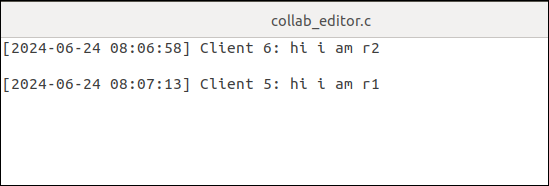 collab_editor.c
[2024-06-24 08:06:58] Client 6: hi i am r2
[2024-06-24 08:07:13] Client 5: hi i am r1